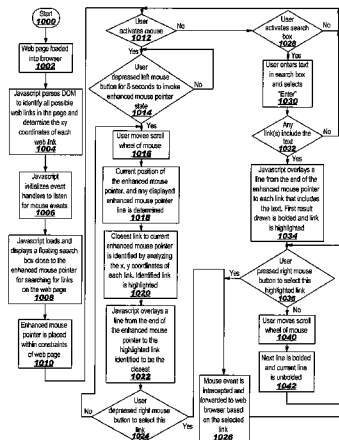 Start
1000
Web page loaded
into browser
1002
Javascript parses DOM
to identify all possible
web links in the
page and
determine the xy
coordinates of each
web link
1004
Javascript
initializes event
handlers to listen
for mouse events
1006
Javascript loads and
displays a floating search
box close to the
enhanced mouse pointer
for searching for links
on the web page
1008
Enhanced mouse
pointer is placed
within constraints
of web page
1010
User
activates mouse
1012
No
Yes
User
depressed left mouse
button for 5 seconds to invoke
enhanced mouse pointer
state
1014
No
Yes
User moves scroll
wheel of mouse
1016
Current position of
the enhanced mouse
pointer, and any displayed
enhanced mouse pointer
line is determined
1018
Closest link to current
enhanced mouse pointer
is identified by analyzing
the x, y coordinates of
each link. Identified link
is highlighted
1020
Javascript overlays a
line from the end of
the enhanced mouse
pointer to the
highlighted link
identified to be the
closest
1022
User
depressed right mouse
button to select this
link
1024
No
Yes
Mouse event is
intercepted and
forwarded to web
browser based on
the selected
link
1026
User
activates search
box
1028
No
Yes
User enters text
in search box
and selects
"Enter"
1030
Any
link(s) include the
text
1032
No
Yes
Javascript overlays a
line from the end of the
enhanced mouse pointer
to each link that includes
the text. First result
drawn is bolded and link
is highlighted
1034
User
pressed right mouse
button to select this
highlighted link
1036
Yes
No
User moves scroll
wheel of mouse
1040
Next line is bolded
and current line
is unbolded
1042